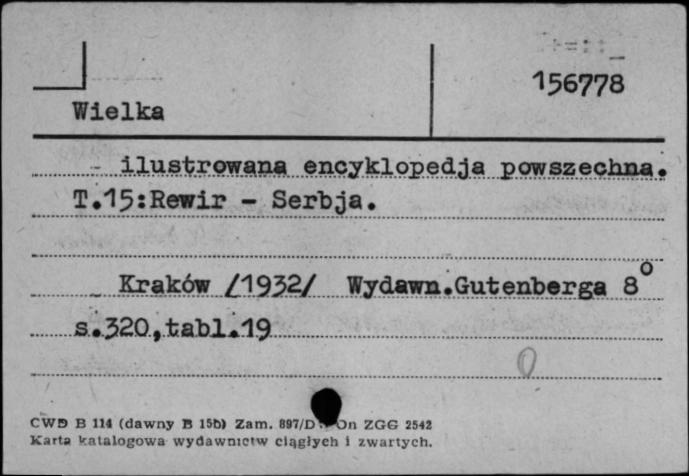 156778
Wielka
- ilustrowana encyklopedja powszechna.
T.15:Rewir - Serbja.
Kraków /1932/ Wydawn.Gutenberga 8°
s.320,tabl.19
0
CWD B 114 (dawny B 15b) Zam. 897/D On ZGG 2542
Karta katalogowa wydawnictw ciągłych i zwartych.